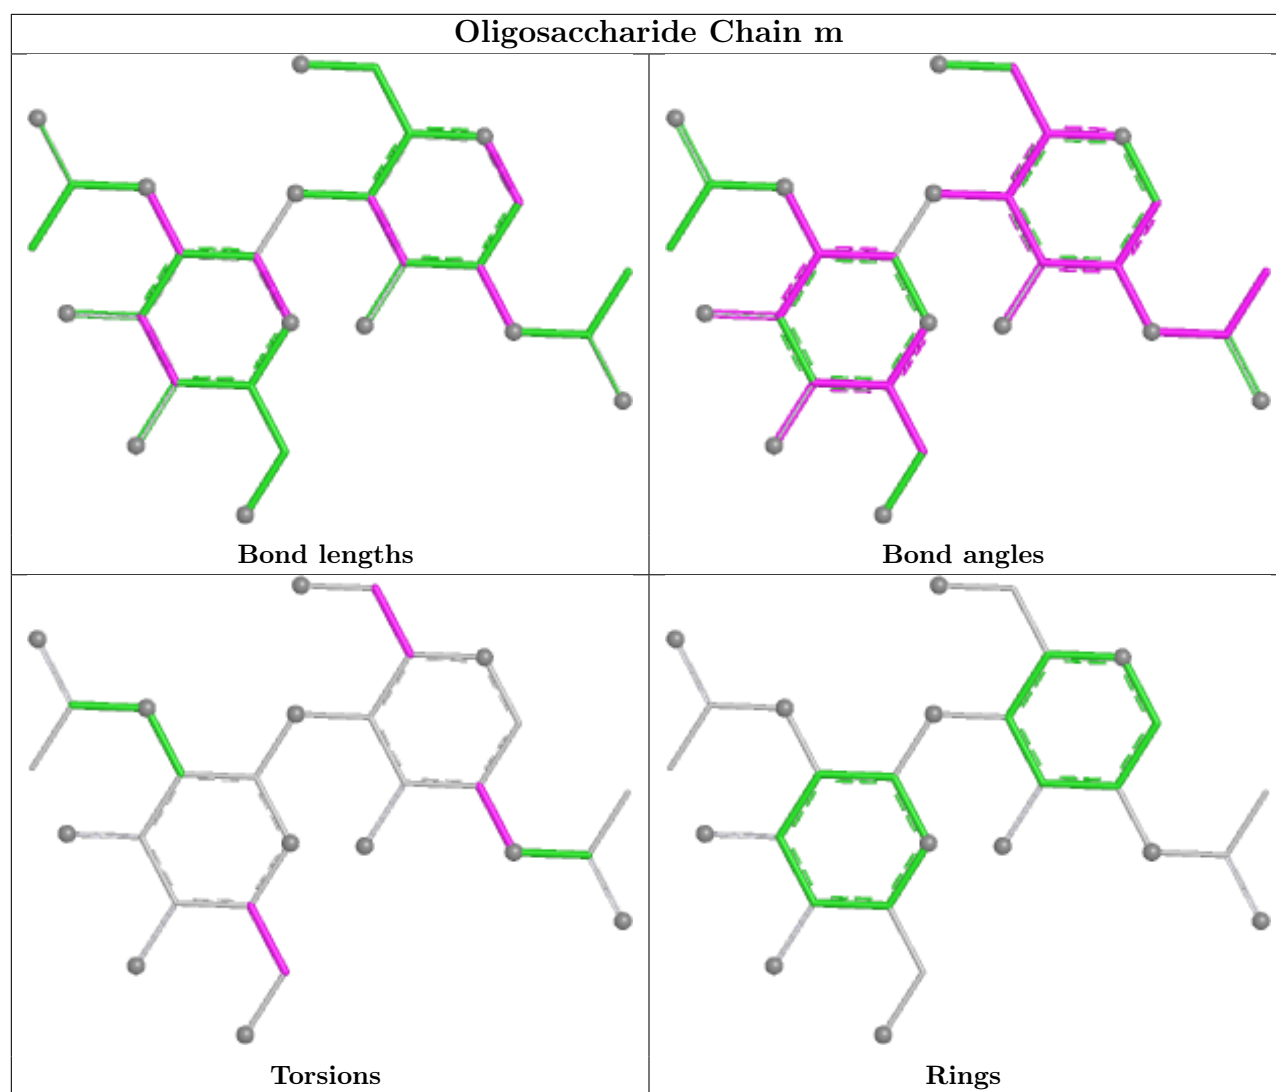 Oligosaccharide Chain m
Bond lengths
Bond angles
Torsions
Rings